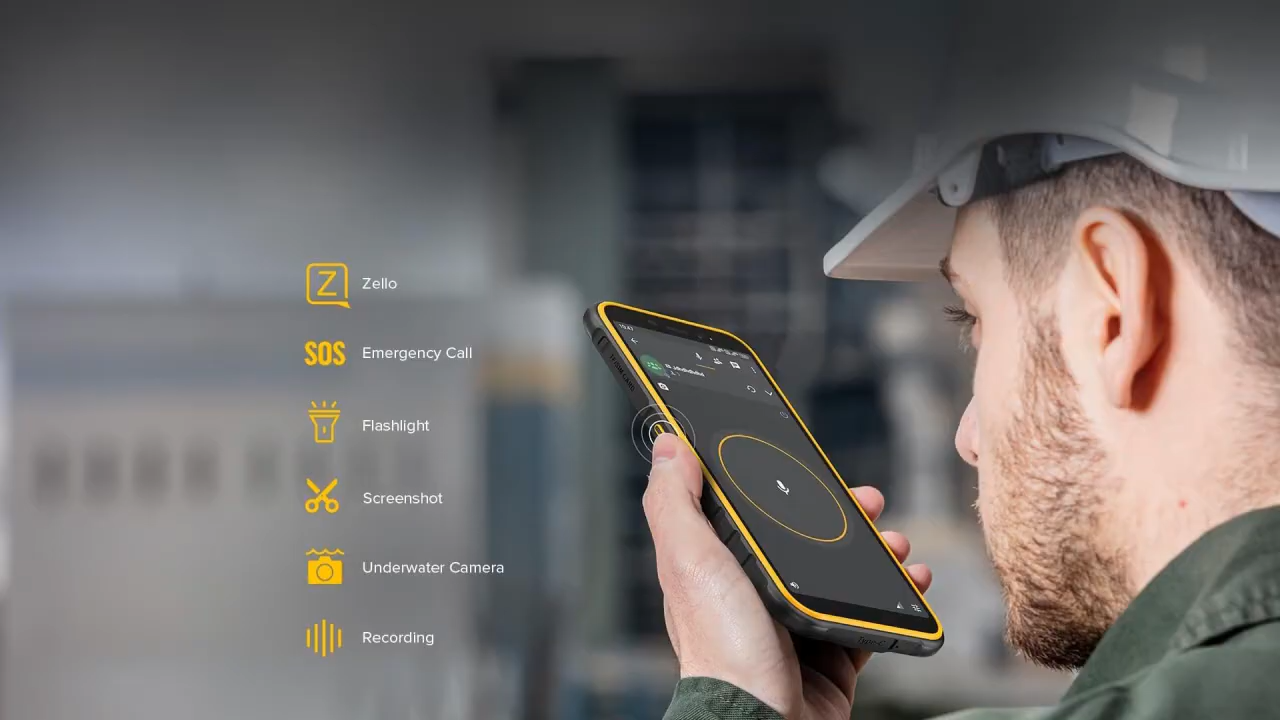 Zello
SOS Emergency Call
Flashlight
Screenshot
Underwater Camera
Recording